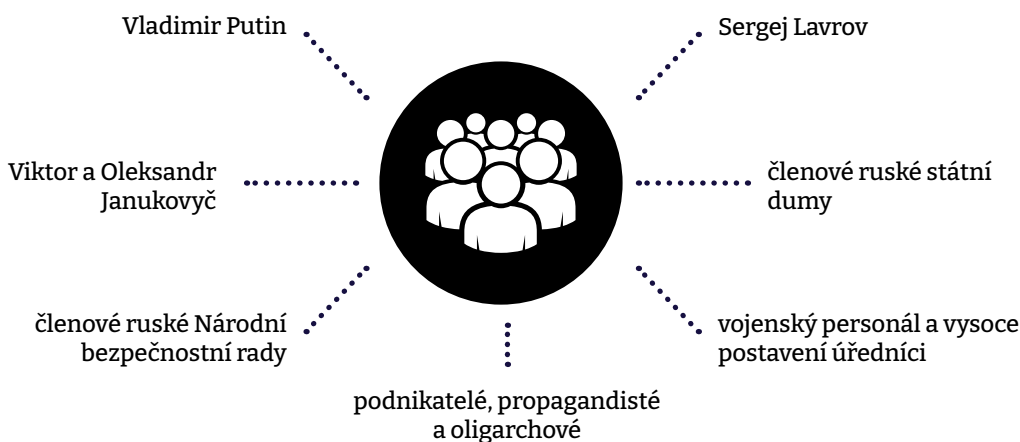 Vladimir Putin
Sergej Lavrov
Viktor a Oleksandr
Janukovyč
členové ruské státní
dumy
členové ruské Národní
bezpečnostní rady
vojenský personál a vysoce
postavení úředníci
podnikatelé, propagandisté
a oligarchové